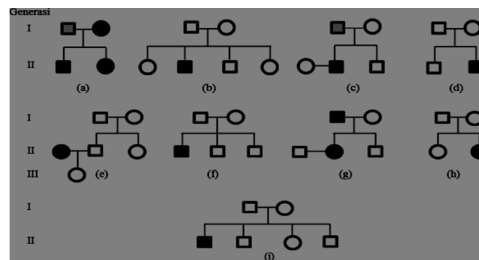 Generasi
I
II
(a) (b) (c) (d)
I
II
III
(e) (f) (g) (h)
I
II
(i)